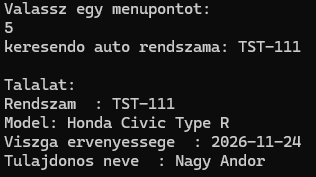 Valassz egy menupontot:
5
keresendo auto rendszama: TST-111
Talalat:
Rendszam  : TST-111
Model: Honda Civic Type R
Viszga ervenyessege  : 2026-11-24
Tulajdonos neve  : Nagy Andor